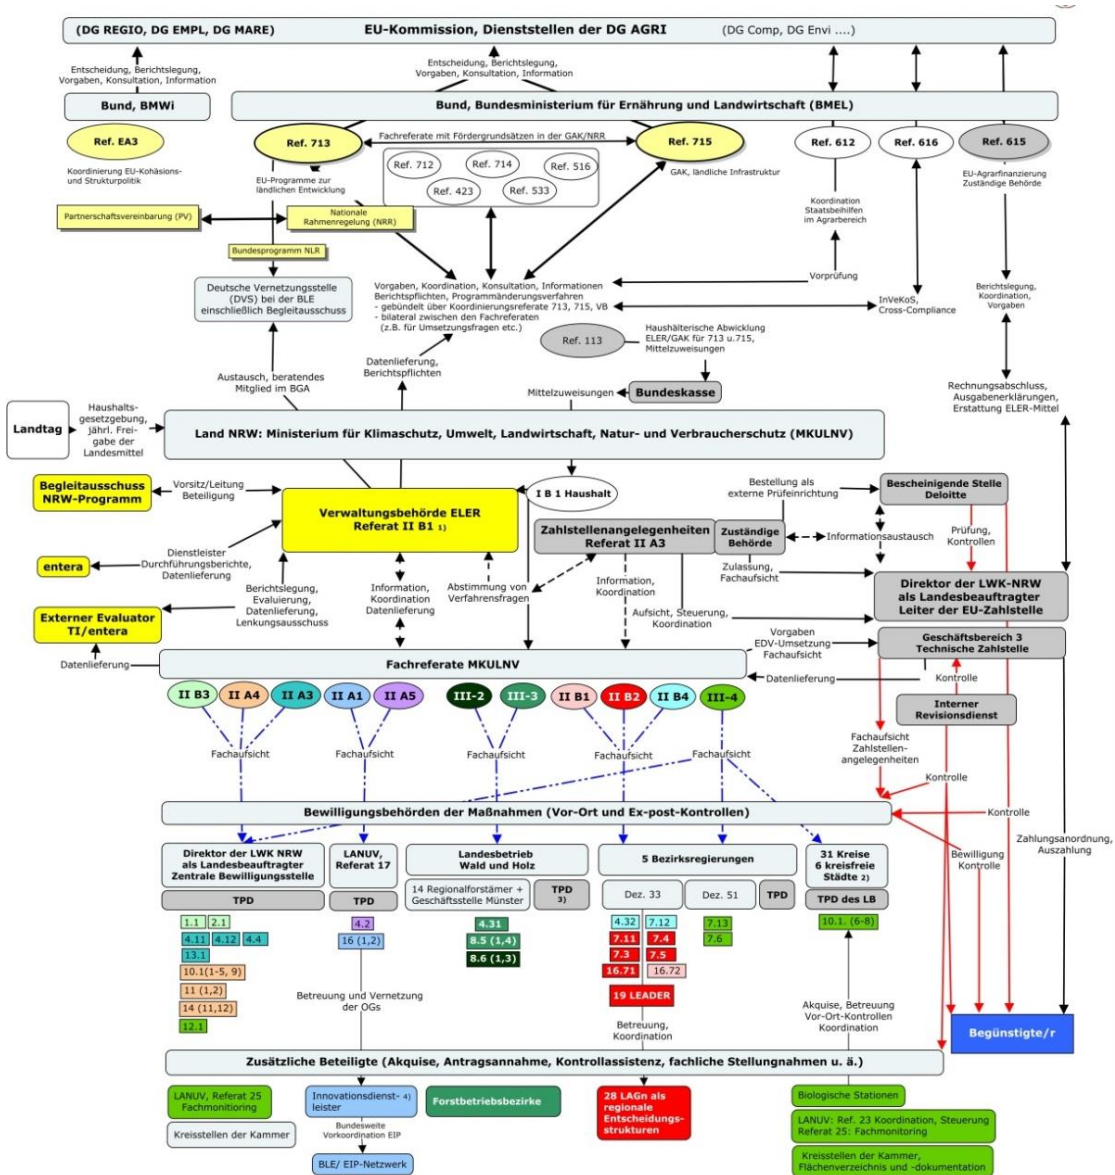 (DG REGIO, DG EMPL, DG MARE)
EU-Kommission, Dienststellen der DG AGRI
(DG Comp, DG Envi ....)
Entscheidung, Berichtslegung,
Vorgaben, Konsultation, Information
Entscheidung, Berichtslegung,
Vorgaben, Konsultation, Information
Bund, BMWi
Bund, Bundesministerium für Ernährung und Landwirtschaft (BMEL)
Ref. EA3
Ref. 713
Fachreferate mit Fördergrundsätzen in der GAK/NRR
Ref. 715
Ref. 612
Ref. 616
Ref. 615
Ref. 712
Ref. 714
Ref. 516
Ref. 423
Ref. 533
Koordinierung EU-Kohäsions-
und Strukturpolitik
EU-Programme zur
ländlichen Entwicklung
GAK, ländliche Infrastruktur
EU-Agrarfinanzierung
Zuständige Behörde
Partnerschaftsvereinbarung (PV)
Nationale
Rahmenregelung (NRR)
Koordination
Staatsbeihilfen
im Agrarbereich
Bundesprogramm NLR
Deutsche Vernetzungsstelle
(DVS) bei der BLE
einschließlich Begleitausschuss
Vorgaben, Koordination, Konsultation, Informationen
Berichtspflichten, Programmänderungsverfahren
- gebündelt über Koordinierungsreferate 713, 715, VB
- bilateral zwischen den Fachreferaten
(z.B. für Umsetzungsfragen etc.)
Vorprüfung
InVeKoS,
Cross-Compliance
Berichtslegung,
Koordination,
Vorgaben
Ref. 113
Haushälterische Abwicklung
ELER/GAK für 713 u.715,
Mittelzuweisungen
Datenlieferung,
Berichtspflichten
Austausch, beratendes
Mitglied im BGA
Mittelzuweisungen
Bundeskasse
Rechnungsabschluss,
Ausgabenerklärungen,
Erstattung ELER-Mittel
Landtag
Haushalts-
gesetzgebung,
jährl. Frei-
gabe der
Landesmittel
Land NRW: Ministerium für Klimaschutz, Umwelt, Landwirtschaft, Natur- und Verbraucherschutz (MKULNV)
Begleitausschuss
NRW-Programm
Vorsitz/Leitung
Beteiligung
Verwaltungsbehörde ELER
Referat II B1 1)
I B 1 Haushalt
Bestellung als
externe Prüfeinrichtung
Bescheinigende Stelle
Deloitte
Zahlstellenangelegenheiten
Referat II A3
Zuständige
Behörde
Informationsaustausch
Prüfung,
Kontrollen
entera
Dienstleister
Durchführungsberichte,
Datenlieferung
Zulassung,
Fachaufsicht
Direktor der LWK-NRW
als Landesbeauftragter
Leiter der EU-Zahlstelle
Externer Evaluator
TI/entera
Berichtslegung,
Evaluierung,
Datenlieferung,
Lenkungsausschuss
Information,
Koordination
Datenlieferung
Abstimmung von
Verfahrensfragen
Information,
Koordination
Aufsicht, Steuerung,
Koordination
Vorgaben
EDV-Umsetzung
Fachaufsicht
Geschäftsbereich 3
Technische Zahlstelle
Datenlieferung
Fachreferate MKULNV
Datenlieferung
Kontrolle
II B3
II A4
II A3
II A1
II A5
III-2
III-3
II B1
II B2
II B4
III-4
Interner
Revisionsdienst
Fachaufsicht
Fachaufsicht
Fachaufsicht
Fachaufsicht
Fachaufsicht
Fachaufsicht
Zahlstellen-
angelegenheiten
Kontrolle
Bewilligungsbehörden der Maßnahmen (Vor-Ort und Ex-post-Kontrollen)
Kontrolle
Zahlungsanordnung,
Auszahlung
Bewilligung
Kontrolle
Direktor der LWK NRW
als Landesbeauftragter
Zentrale Bewilligungsstelle
LANUV,
Referat 17
Landesbetrieb
Wald und Holz
5 Bezirksregierungen
31 Kreise
6 kreisfreie
Städte 2)
TPD
TPD
14 Regionalforstämer +
Geschäftsstelle Münster
TPD
3)
Dez. 33
Dez. 51
TPD
TPD des LB
1.1
2.1
4.11
4.12
4.4
13.1
10.1(1-5, 9)
11 (1,2)
14 (11,12)
12.1
4.2
16 (1,2)
4.31
8.5 (1,4)
8.6 (1,3)
4.32
7.12
7.11
7.4
7.3
7.5
16.71
16.72
19 LEADER
7.13
7.6
10.1. (6-8)
Betreuung und Vernetzung
der OGs
Betreuung,
Koordination
Akquise, Betreuung
Vor-Ort-Kontrollen
Koordination
Begünstigte/r
Zusätzliche Beteiligte (Akquise, Antragsannahme, Kontrollassistenz, fachliche Stellungnahmen u. ä.)
LANUV, Referat 25
Fachmonitoring
Kreisstellen der Kammer
Innovationsdienst- 4)
leister
Bundesweite
Vorkoordination EIP
BLE/ EIP-Netzwerk
Forstbetriebsbezirke
28 LAGn als
regionale
Entscheidungs-
strukturen
Biologische Stationen
LANUV: Ref. 23 Koordination, Steuerung
Referat 25: Fachmonitoring
Kreisstellen der Kammer,
Flächenverzeichnis und -dokumentation